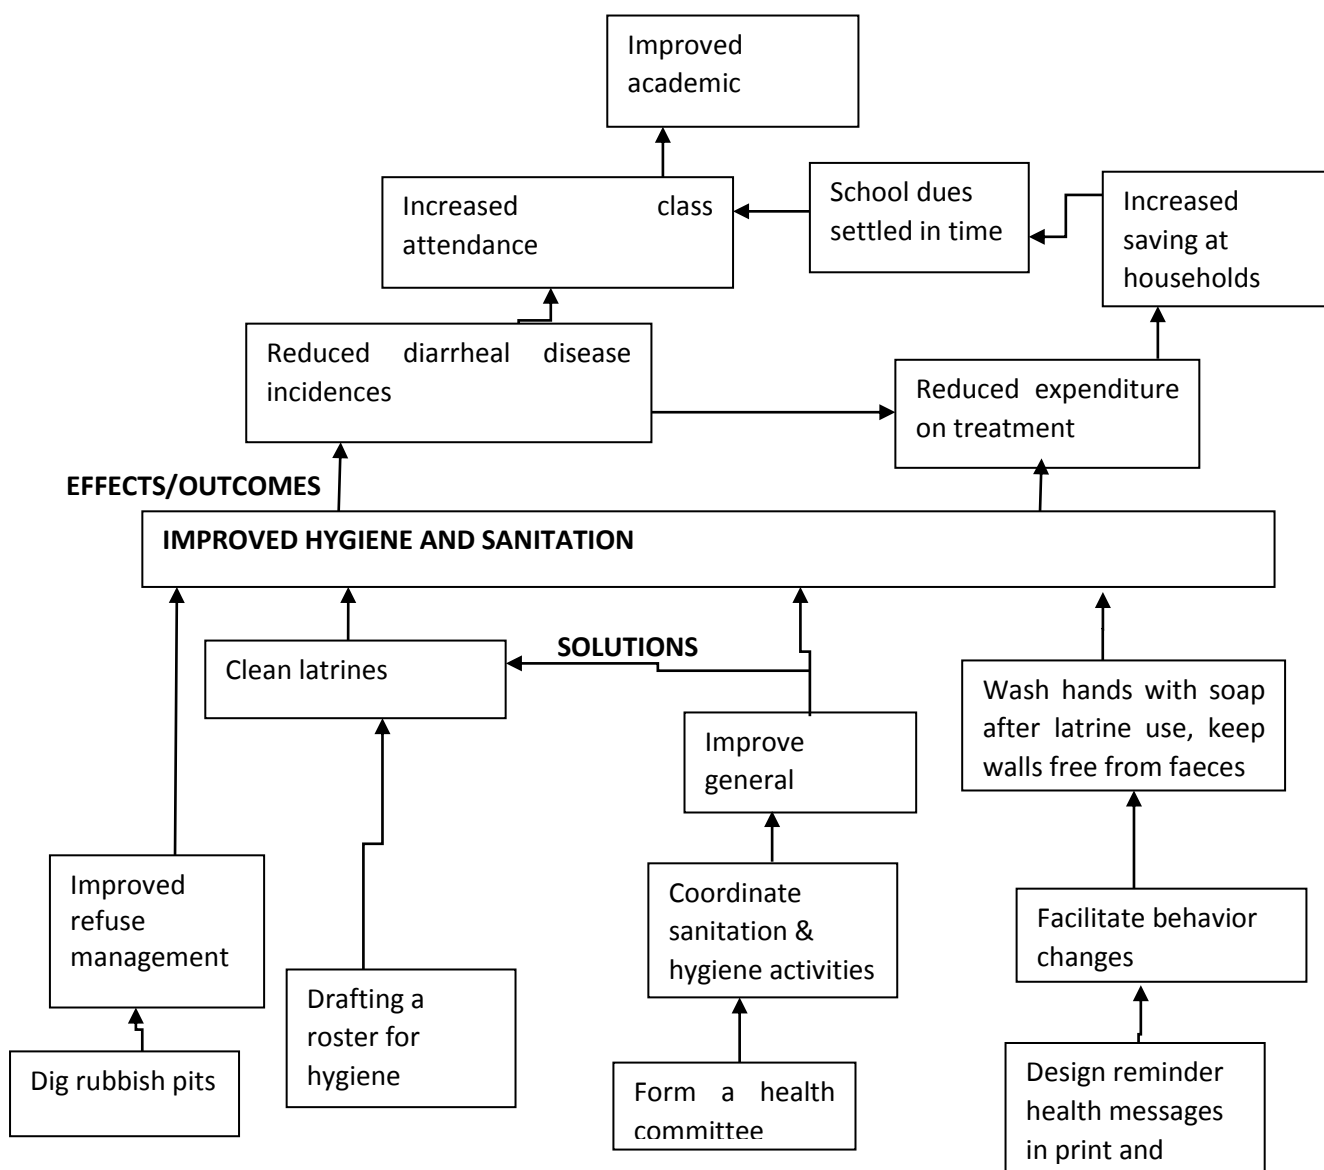 Improved
academic
Increased class
attendance
School dues
settled in time
Increased
saving at
households
Reduced diarrheal disease
incidences
Reduced expenditure
on treatment
EFFECTS/OUTCOMES
IMPROVED HYGIENE AND SANITATION
SOLUTIONS
Clean latrines
Improve
general
Wash hands with soap
after latrine use, keep
walls free from faeces
Improved
refuse
management
Coordinate
sanitation &
hygiene activities
Facilitate behavior
changes
Drafting a
roster for
hygiene
Dig rubbish pits
Form a health
committee
Design reminder
health messages
in print and